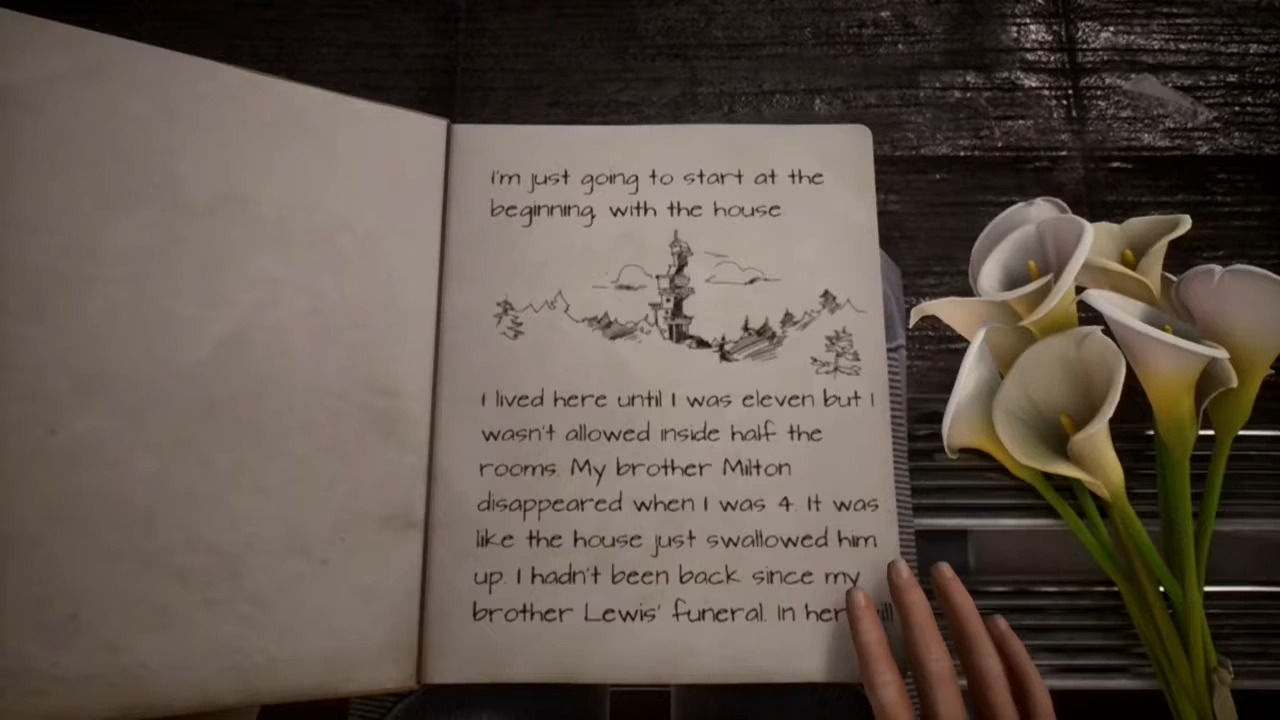 I'm just going to start at the
beginning, with the house
I lived here until I was eleven but I
wasn't allowed inside half the
rooms. My brother Milton
disappeared when I was 4. It was
like the house just swallowed him
up. I hadn't been back since my
brother Lewis' funeral. In her